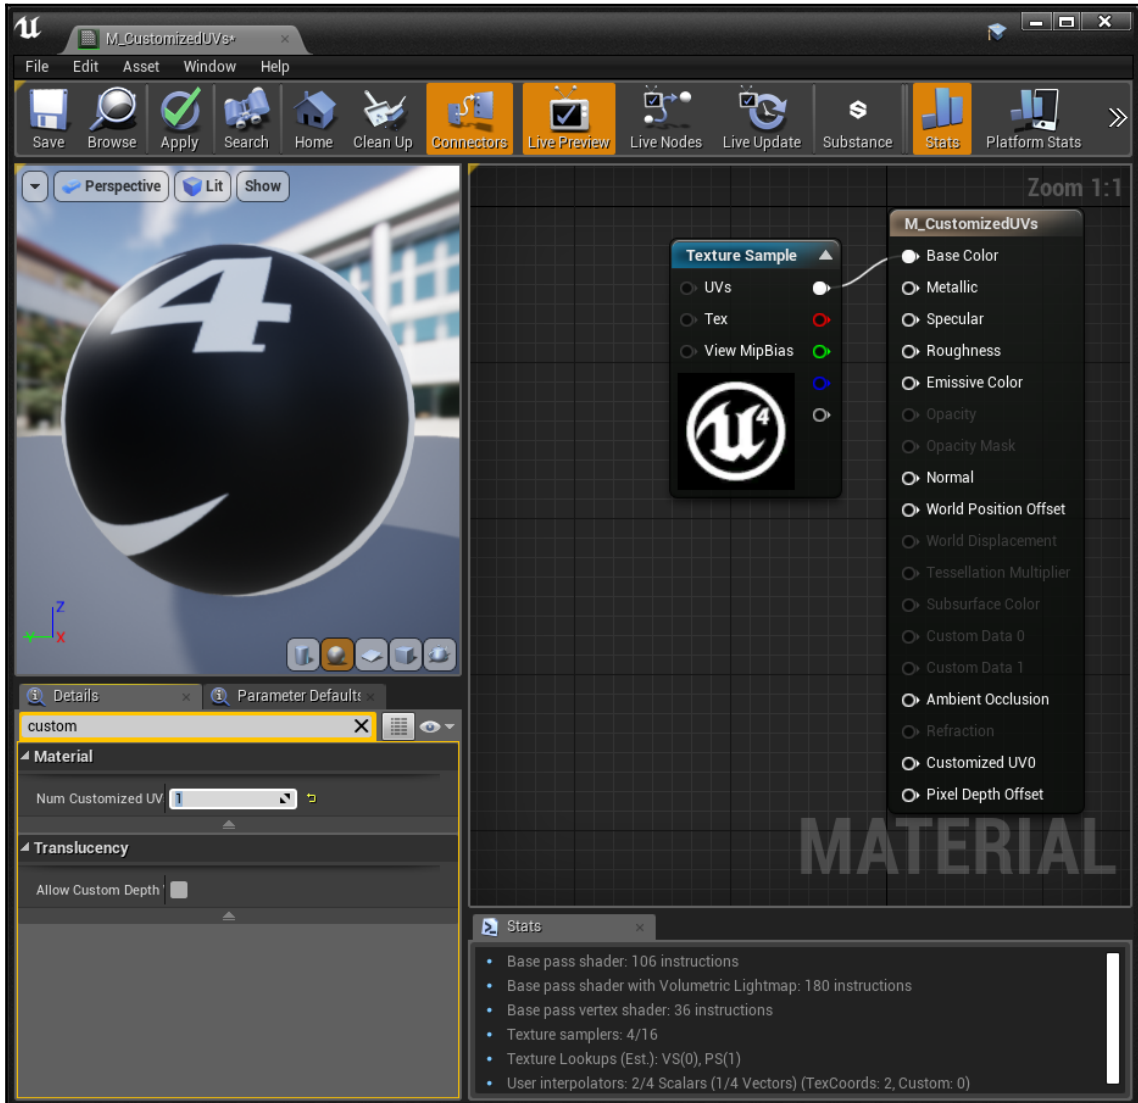 M_CustomizedUVs*
File Edit Asset Window Help
Save Browse Apply Search Home Clean Up Connectors Live Preview Live Nodes Live Update Substance Stats Platform Stats
Perspective Lit Show
4
Z
Y X
Details Parameter Defaults
custom
Material
Num Customized UV 1
Translucency
Allow Custom Depth
Zoom 1:1
Texture Sample
UVs
Tex
View MipBias
U4
M_CustomizedUVs
Base Color
Metallic
Specular
Roughness
Emissive Color
Opacity
Opacity Mask
Normal
World Position Offset
World Displacement
Tessellation Multiplier
Subsurface Color
Custom Data 0
Custom Data 1
Ambient Occlusion
Refraction
Customized UV0
Pixel Depth Offset
MATERIAL
Stats
Base pass shader: 106 instructions
Base pass shader with Volumetric Lightmap: 180 instructions
Base pass vertex shader: 36 instructions
Texture samplers: 4/16
Texture Lookups (Est.): VS(0), PS(1)
User interpolators: 2/4 Scalars (1/4 Vectors) (TexCoords: 2, Custom: 0)